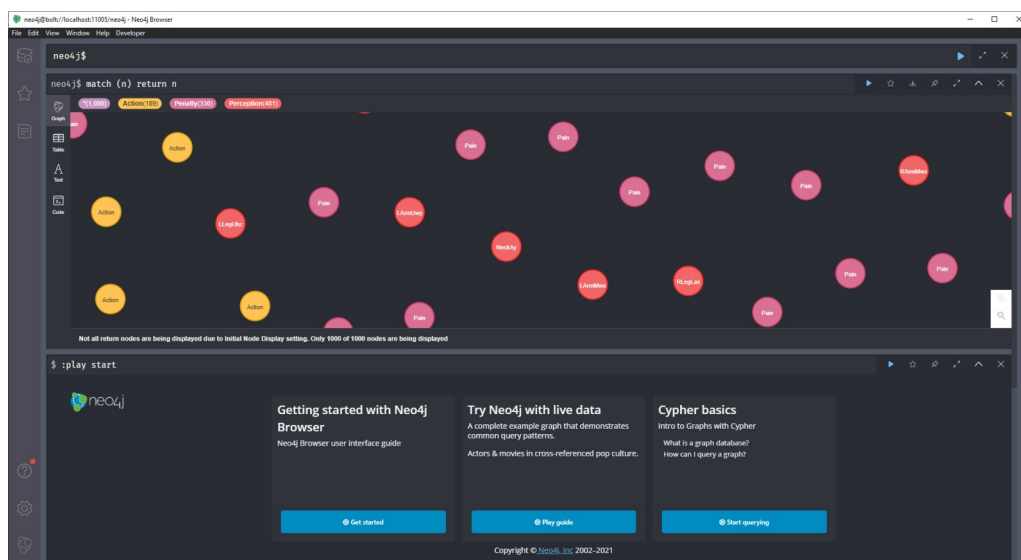 neo4j@bolt://localhost:11005/neo4j - Neo4j Browser
File Edit View Window Help Developer
neo4j$
neo4j$ match (n) return n
*(1,000) Action(189) Penalty(330) Perception(481)
Graph
Table
Text
Code
Pain
Action
Pain
Pain
Pain
Pain
Pain
Action
Pain
LArmUwy
LLegUhz
NeckAy
LArmMwx
RLegLax
Pain
Pain
Action
Action
Pain
Pain
Not all return nodes are being displayed due to Initial Node Display setting. Only 1000 of 1000 nodes are being displayed
$ :play start
neo4j
Getting started with Neo4j Browser
Neo4j Browser user interface guide
Get started
Try Neo4j with live data
A complete example graph that demonstrates
common query patterns.
Actors & movies in cross-referenced pop culture.
Play guide
Cypher basics
Intro to Graphs with Cypher
What is a graph database?
How can I query a graph?
Start querying
Copyright © Neo4j, Inc 2002–2021